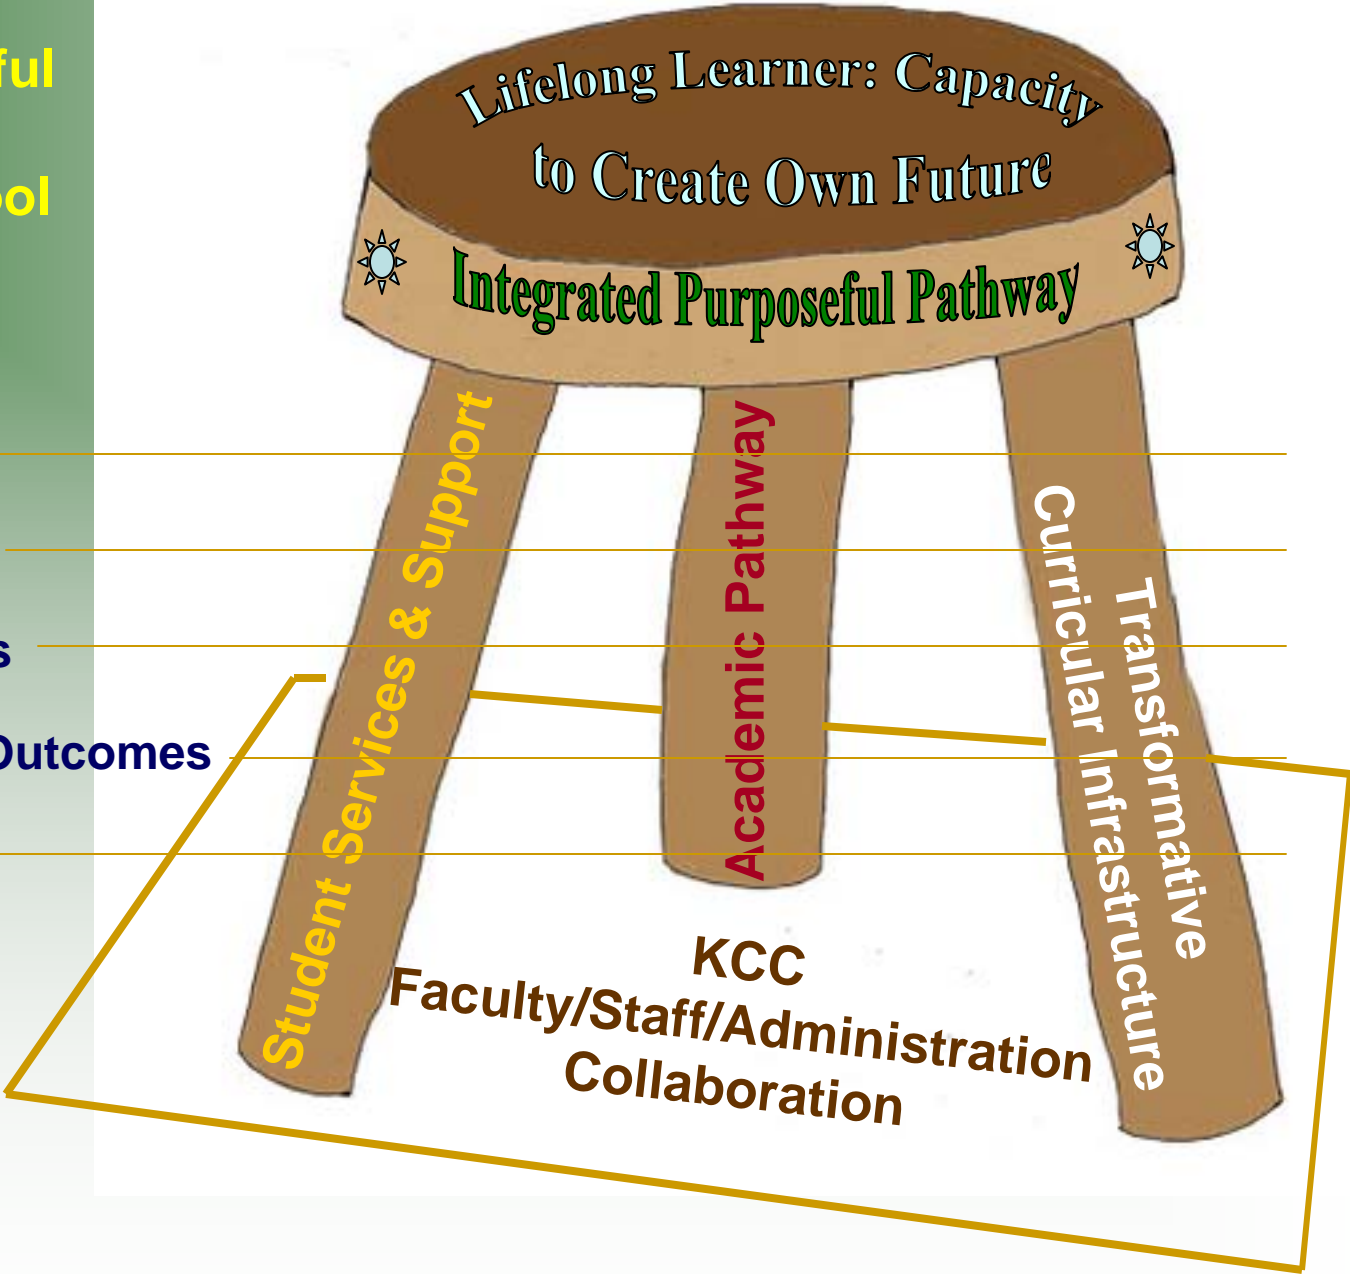 ful
ool
Lifelong Learner: Capacity
to Create Own Future
Integrated Purposeful Pathway
Student Services & Support
Academic Pathway
Transformative
Curricular Infrastructure
s
Outcomes
KCC
Faculty/Staff/Administration
Collaboration